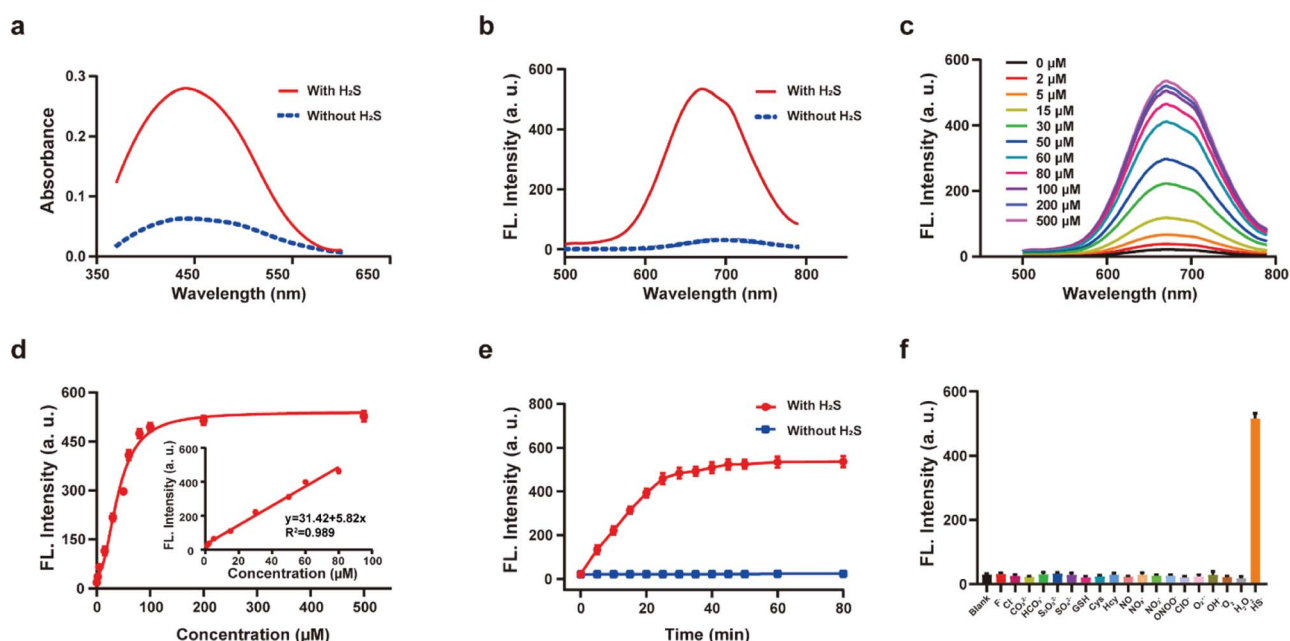 a
0.3
0.2
0.1
0.0
Absorbance
350 450 550 650
Wavelength (nm)
With H₂S
Without H₂S
b
600
400
200
0
FL. Intensity (a. u.)
500 600 700 800
Wavelength (nm)
With H₂S
Without H₂S
c
600
400
200
0
FL. Intensity (a. u.)
500 600 700 800
Wavelength (nm)
0 μM
2 μM
5 μM
15 μM
30 μM
50 μM
60 μM
80 μM
100 μM
200 μM
500 μM
d
600
450
300
150
0
FL. Intensity (a. u.)
0 100 200 300 400 500
Concentration (μM)
600
400
200
0
FL. Intensity (a. u.)
0 20 40 60 80 100
Concentration (μM)
y=31.42+5.82x
R²=0.989
e
800
600
400
200
0
FL. Intensity (a. u.)
0 20 40 60 80
Time (min)
With H₂S
Without H₂S
f
600
500
400
300
200
100
0
FL. Intensity (a. u.)
Blank
F⁻
Cl⁻
CO₃²⁻
HCO₃⁻
S₂O₃²⁻
GSH
Cys
Hcy
NO
ONOO⁻
ClO⁻
H₂O₂
HS⁻